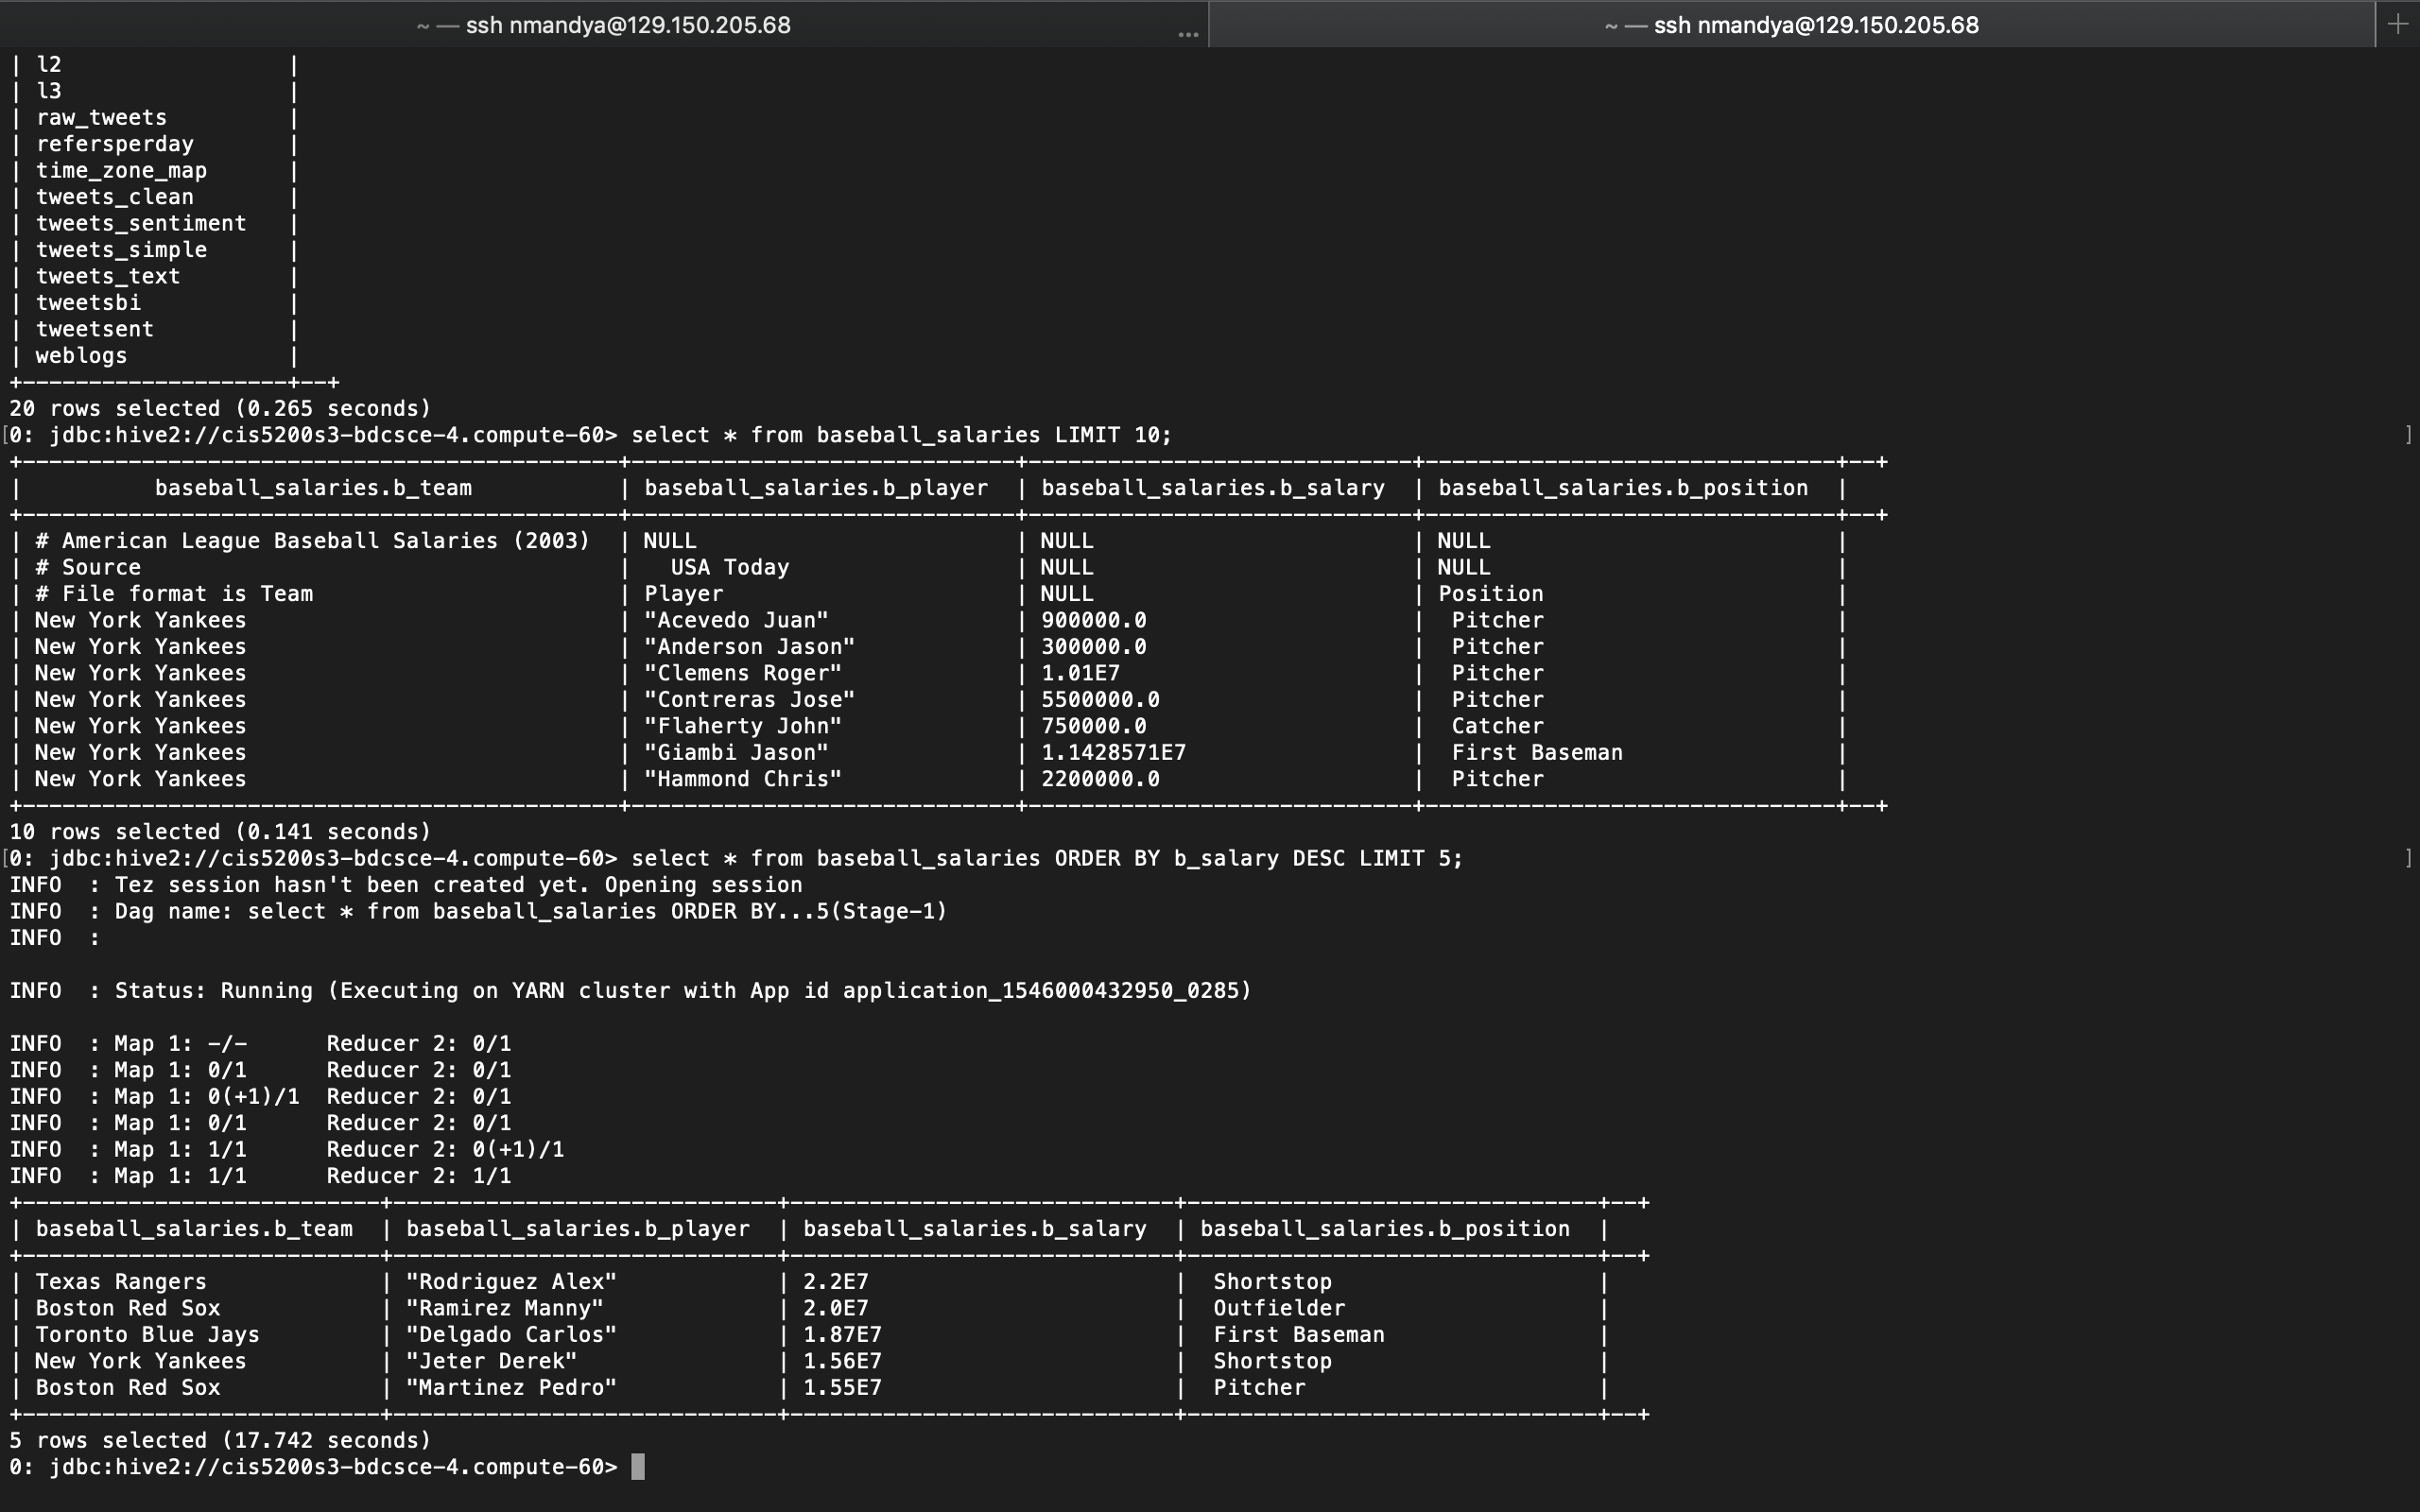 ~ — ssh nmandya@129.150.205.68 ... ~ — ssh nmandya@129.150.205.68 +
| l2                 |
| l3                 |
| raw_tweets         |
| refersperday       |
| time_zone_map      |
| tweets_clean       |
| tweets_sentiment   |
| tweets_simple      |
| tweets_text        |
| tweetsbi           |
| tweetsent          |
| weblogs            |
+--------------------+--+
20 rows selected (0.265 seconds)
[0: jdbc:hive2://cis5200s3-bdcsce-4.compute-60> select * from baseball_salaries LIMIT 10; ]
+---------------------------------------------+-----------------------------+-----------------------------+-------------------------------+--+
|          baseball_salaries.b_team           | baseball_salaries.b_player  | baseball_salaries.b_salary  | baseball_salaries.b_position  |
+---------------------------------------------+-----------------------------+-----------------------------+-------------------------------+--+
| # American League Baseball Salaries (2003)  | NULL                        | NULL                        | NULL                          |
| # Source                                    |   USA Today                 | NULL                        | NULL                          |
| # File format is Team                       | Player                      | NULL                        | Position                      |
| New York Yankees                            | "Acevedo Juan"              | 900000.0                    |  Pitcher                      |
| New York Yankees                            | "Anderson Jason"            | 300000.0                    |  Pitcher                      |
| New York Yankees                            | "Clemens Roger"             | 1.01E7                      |  Pitcher                      |
| New York Yankees                            | "Contreras Jose"            | 5500000.0                   |  Pitcher                      |
| New York Yankees                            | "Flaherty John"             | 750000.0                    |  Catcher                      |
| New York Yankees                            | "Giambi Jason"              | 1.1428571E7                 |  First Baseman                |
| New York Yankees                            | "Hammond Chris"             | 2200000.0                   |  Pitcher                      |
+---------------------------------------------+-----------------------------+-----------------------------+-------------------------------+--+
10 rows selected (0.141 seconds)
[0: jdbc:hive2://cis5200s3-bdcsce-4.compute-60> select * from baseball_salaries ORDER BY b_salary DESC LIMIT 5; ]
INFO  : Tez session hasn't been created yet. Opening session
INFO  : Dag name: select * from baseball_salaries ORDER BY...5(Stage-1)
INFO  :
INFO  : Status: Running (Executing on YARN cluster with App id application_1546000432950_0285)
INFO  : Map 1: -/-      Reducer 2: 0/1
INFO  : Map 1: 0/1      Reducer 2: 0/1
INFO  : Map 1: 0(+1)/1  Reducer 2: 0/1
INFO  : Map 1: 0/1      Reducer 2: 0/1
INFO  : Map 1: 1/1      Reducer 2: 0(+1)/1
INFO  : Map 1: 1/1      Reducer 2: 1/1
+---------------------------+-----------------------------+-----------------------------+-------------------------------+--+
| baseball_salaries.b_team  | baseball_salaries.b_player  | baseball_salaries.b_salary  | baseball_salaries.b_position  |
+---------------------------+-----------------------------+-----------------------------+-------------------------------+--+
| Texas Rangers             | "Rodriguez Alex"            | 2.2E7                       |  Shortstop                    |
| Boston Red Sox            | "Ramirez Manny"             | 2.0E7                       |  Outfielder                   |
| Toronto Blue Jays         | "Delgado Carlos"            | 1.87E7                      |  First Baseman                |
| New York Yankees          | "Jeter Derek"               | 1.56E7                      |  Shortstop                    |
| Boston Red Sox            | "Martinez Pedro"            | 1.55E7                      |  Pitcher                      |
+---------------------------+-----------------------------+-----------------------------+-------------------------------+--+
5 rows selected (17.742 seconds)
0: jdbc:hive2://cis5200s3-bdcsce-4.compute-60>